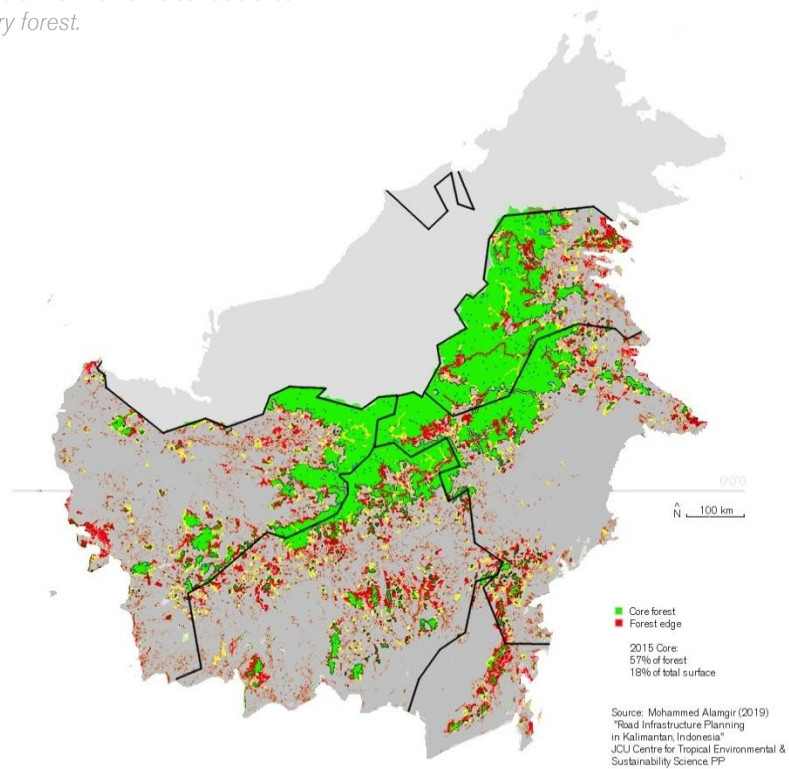 ry forest.
0'0'0
N 100 km
Core forest
Forest edge
2015 Core:
57% of forest
18% of total surface
Source: Mohammed Alamgir (2019)
"Road Infrastructure Planning
in Kalimantan, Indonesia"
JCU Centre for Tropical Environmental &
Sustainability Science. PP